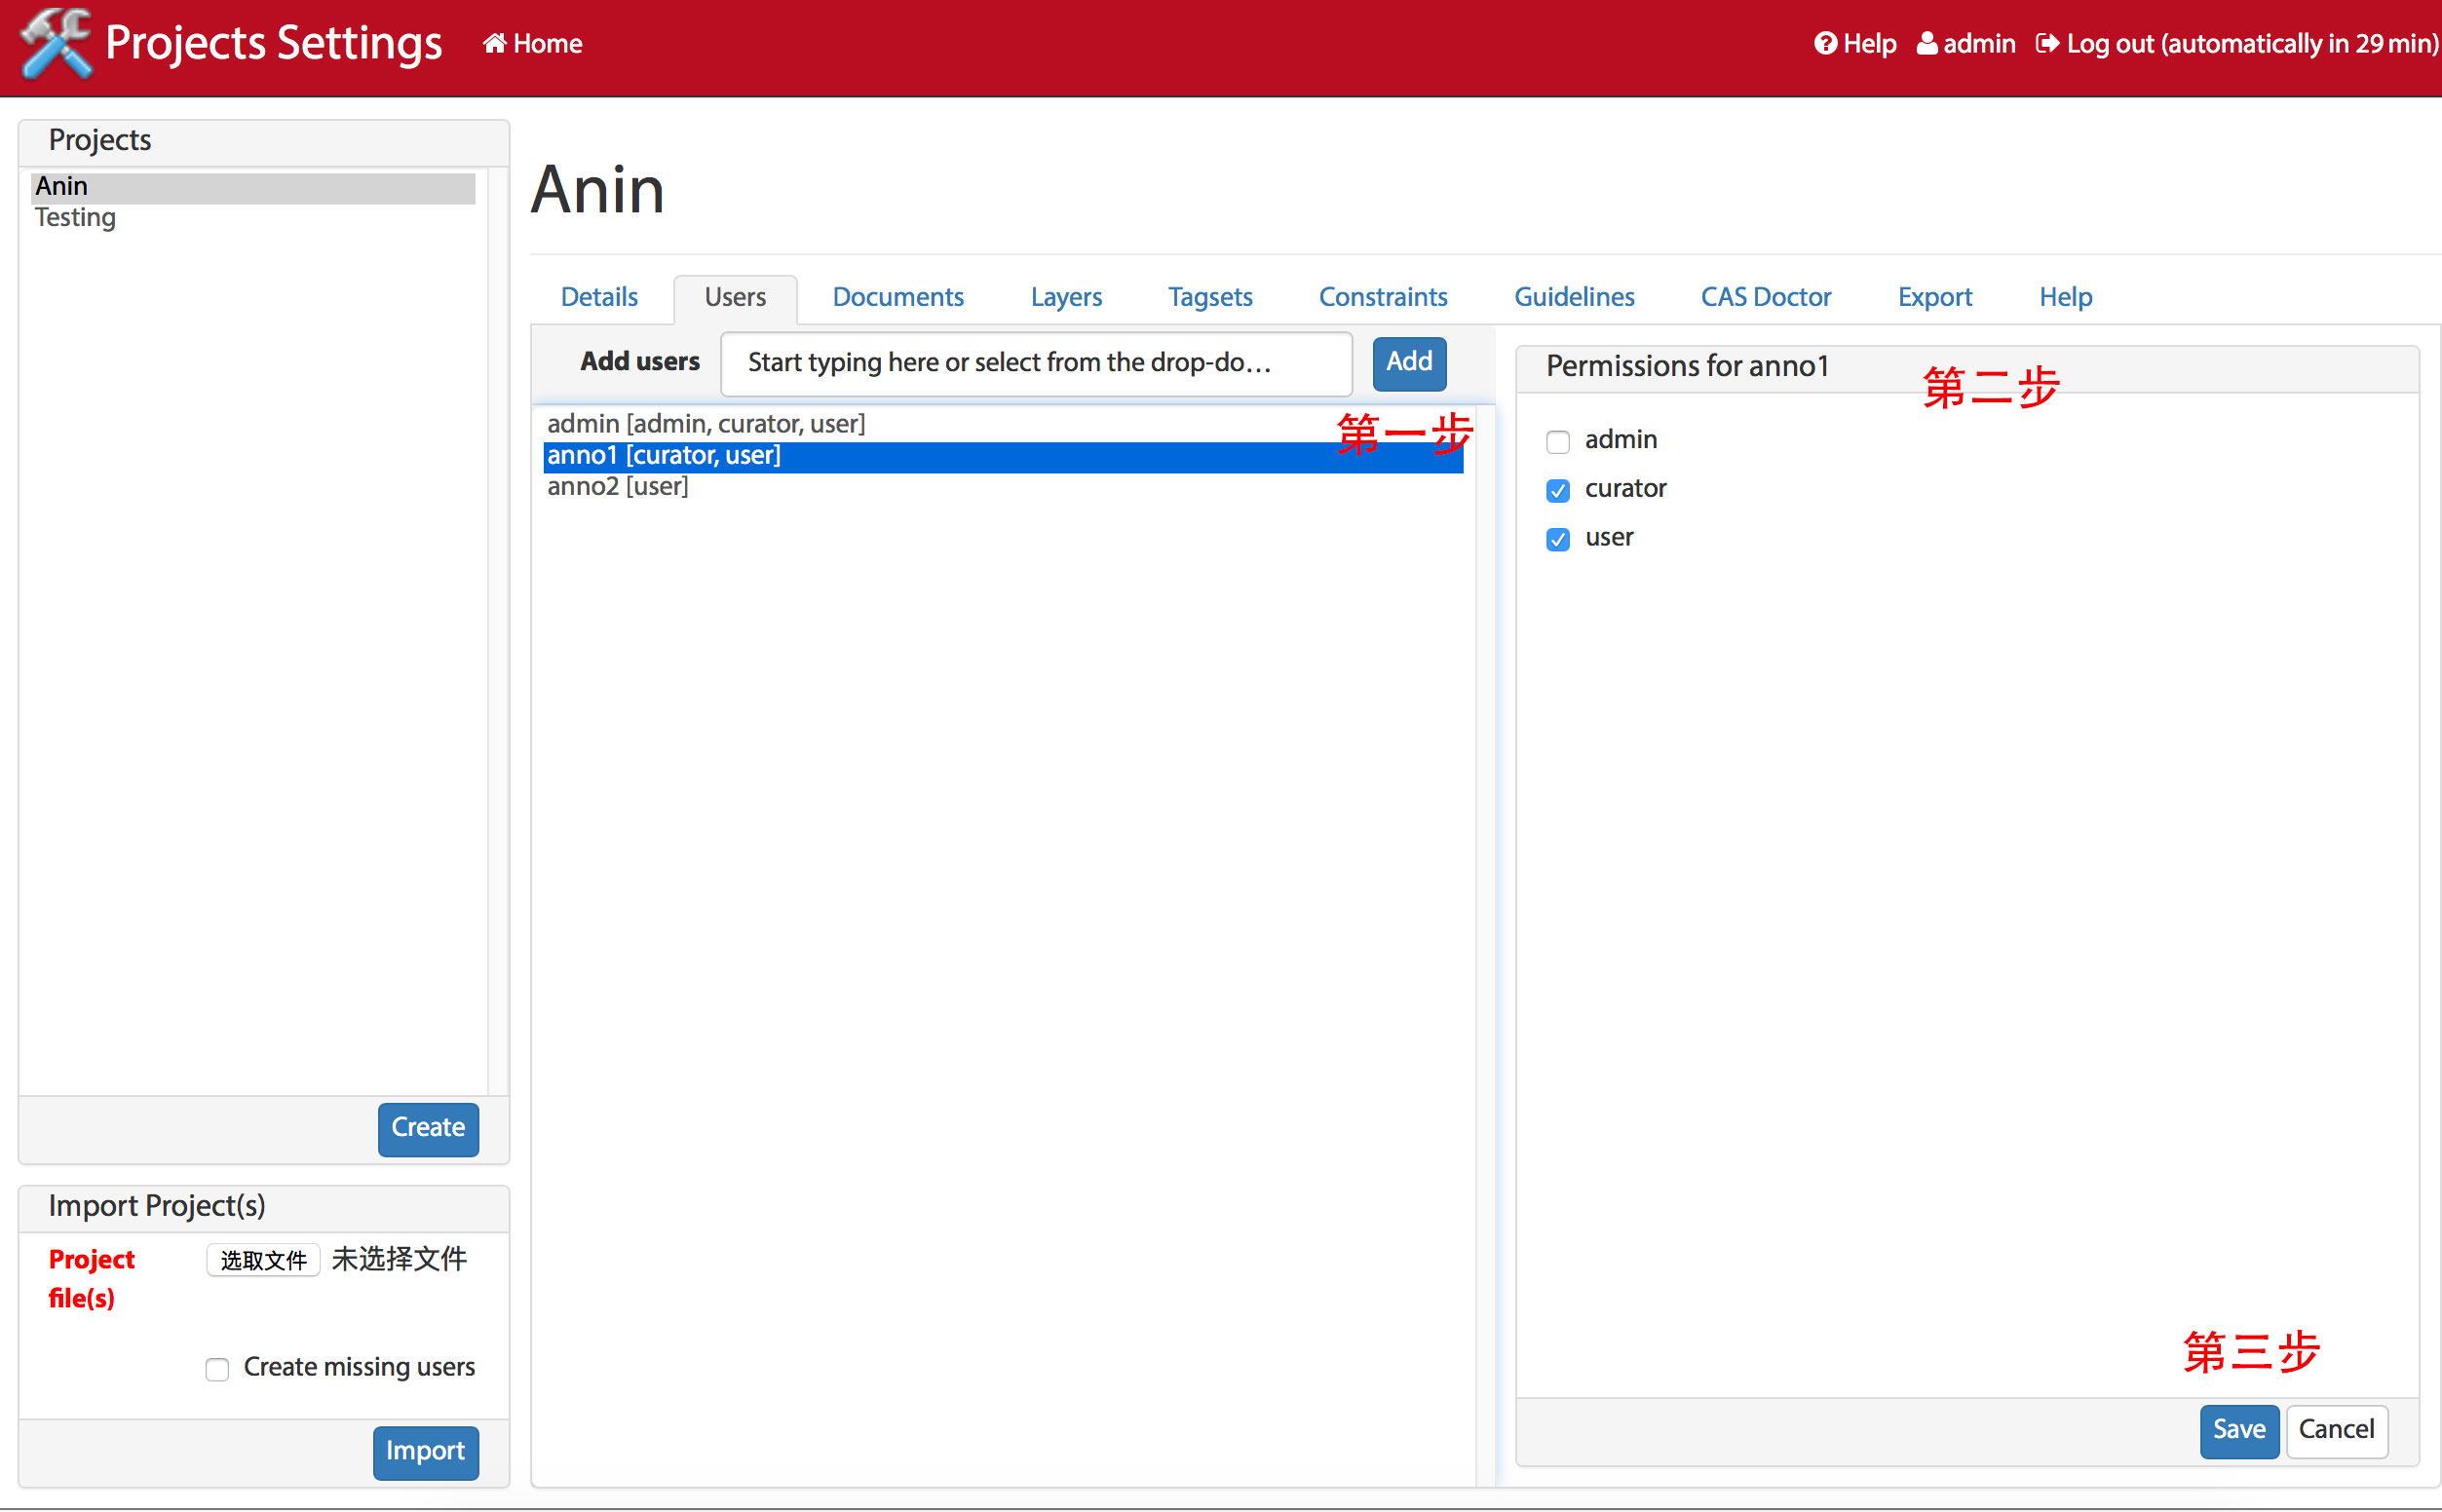 Projects Settings
Home
Help
admin
Log out (automatically in 29 min)
Projects
Anin
Testing
Create
Import Project(s)
Project file(s)
选取文件 未选择文件
Create missing users
Import
Anin
Details
Users
Documents
Layers
Tagsets
Constraints
Guidelines
CAS Doctor
Export
Help
Add users
Start typing here or select from the drop-do...
Add
第一步
admin [admin, curator, user]
anno1 [curator, user]
anno2 [user]
Permissions for anno1
第二步
admin
curator
user
第三步
Save
Cancel